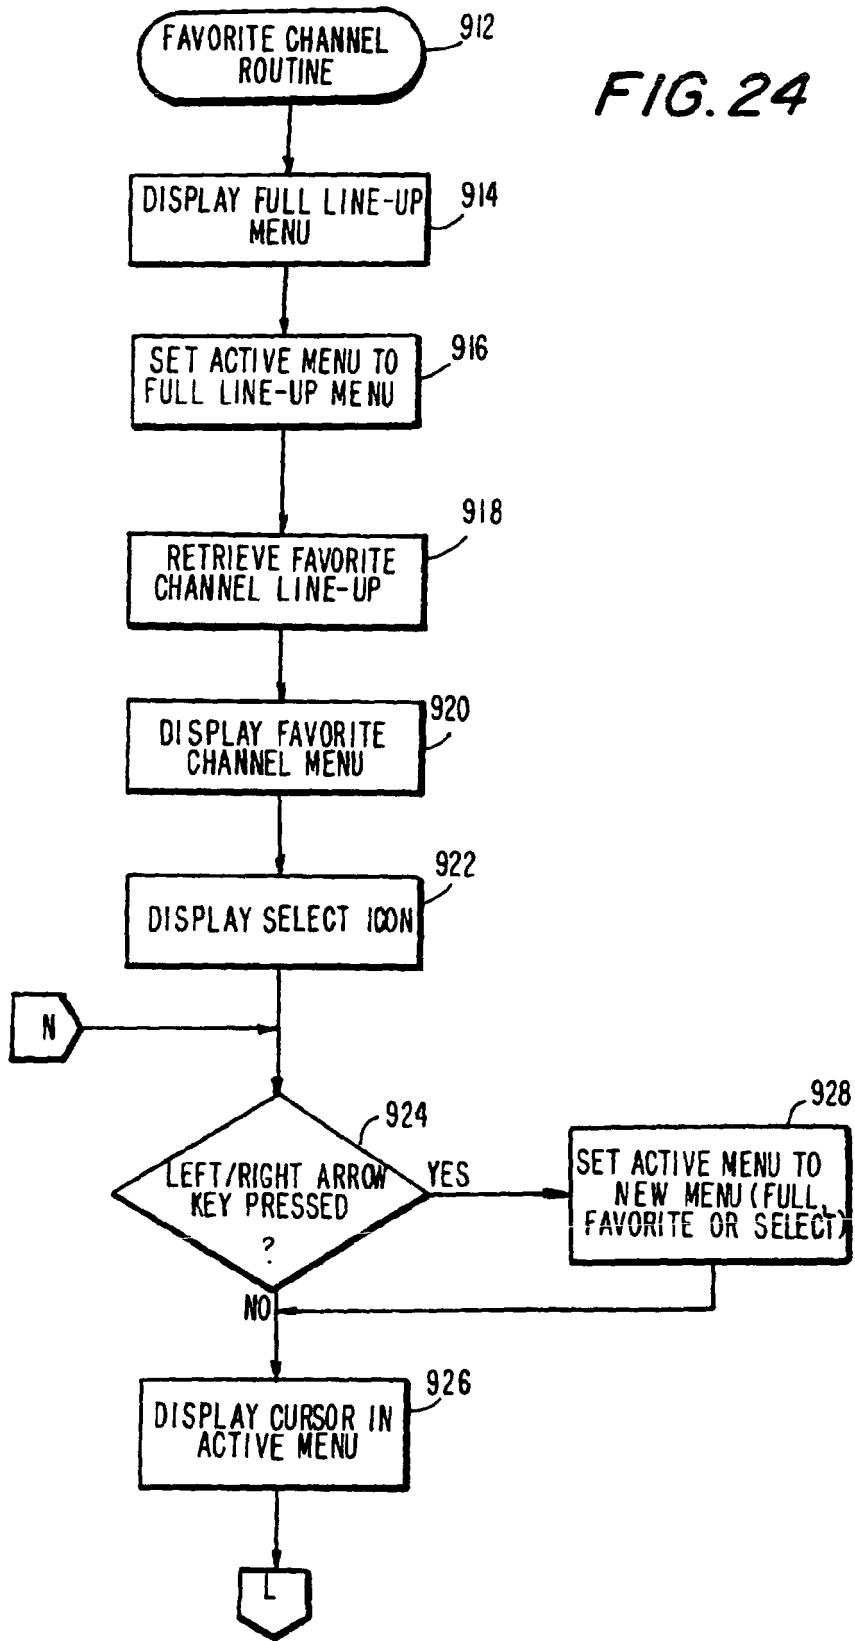 FAVORITE CHANNEL
ROUTINE
912
FIG. 24
DISPLAY FULL LINE-UP
MENU
914
SET ACTIVE MENU TO
FULL LINE-UP MENU
916
RETRIEVE FAVORITE
CHANNEL LINE-UP
918
DISPLAY FAVORITE
CHANNEL MENU
920
DISPLAY SELECT ICON
922
N
LEFT/RIGHT ARROW
KEY PRESSED
?
924
YES
SET ACTIVE MENU TO
NEW MENU (FULL,
FAVORITE OR SELECT)
928
NO
DISPLAY CURSOR IN
ACTIVE MENU
926
L